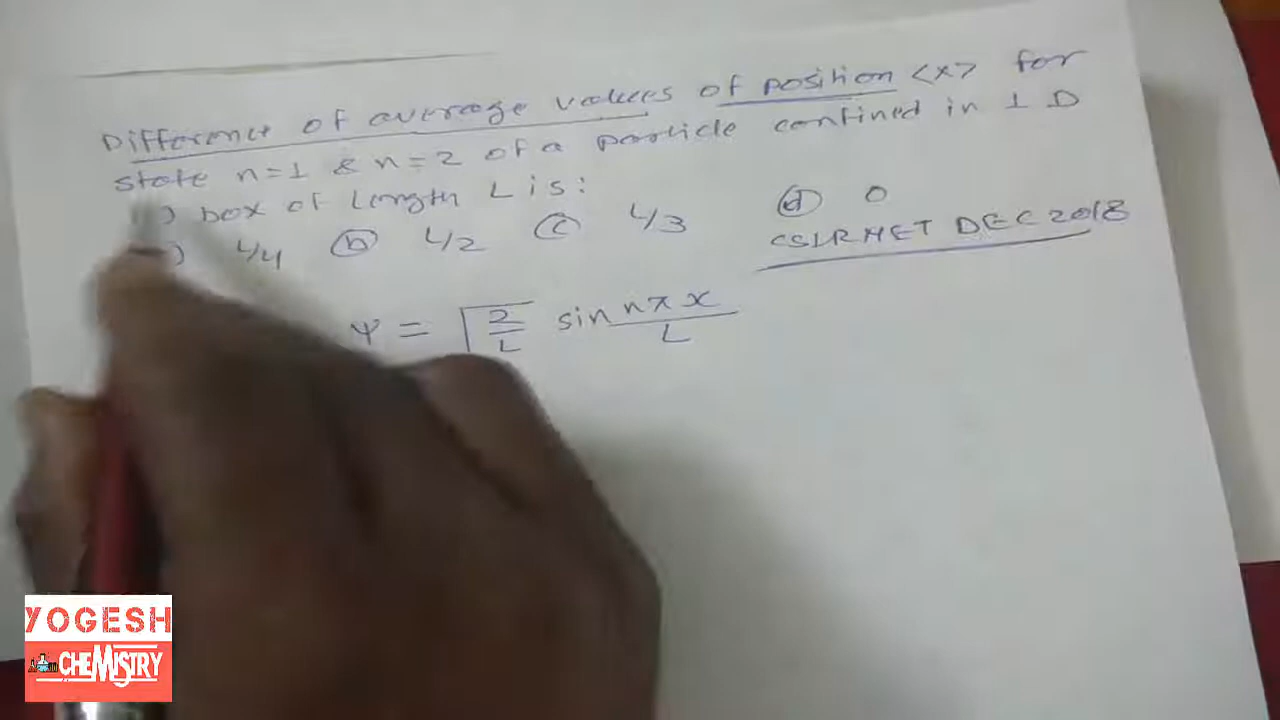 Difference of average values of position <x> for
state n=1 & n=2 of a particle confined in 1 D
box of length L is:
L/4 (b) L/2 (c) L/3 (d) 0
CSIR NET DEC 2018
Ψ = √2/L sin nπx/L
YOGESH
CHEMISTRY